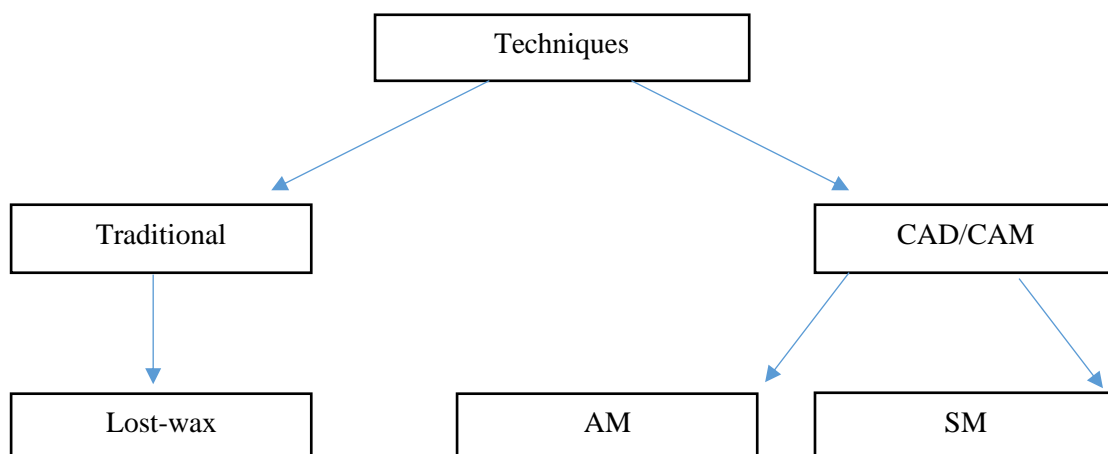 Techniques
Traditional
CAD/CAM
Lost-wax
AM
SM